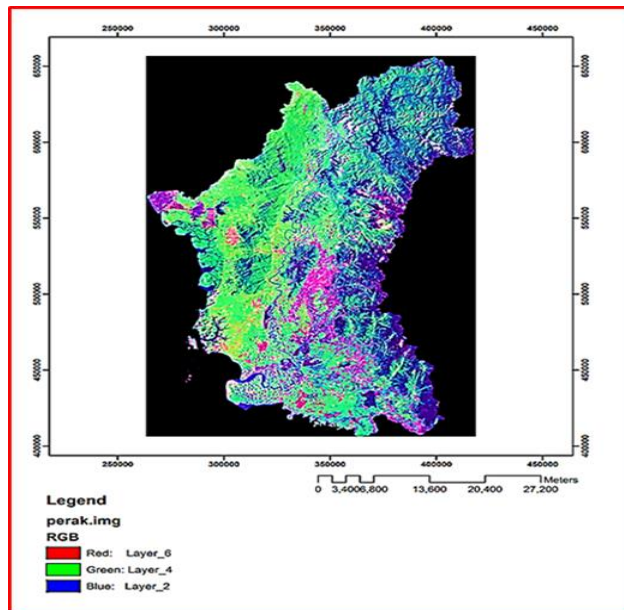 250000 300000 350000 400000 450000
650000 650000
600000 600000
550000 550000
500000 500000
450000 450000
400000 400000
250000 300000 350000 400000 450000
Meters
0 3,400 6,800 13,600 20,400 27,200
Legend
perak.img
RGB
Red: Layer_6
Green: Layer_4
Blue: Layer_2